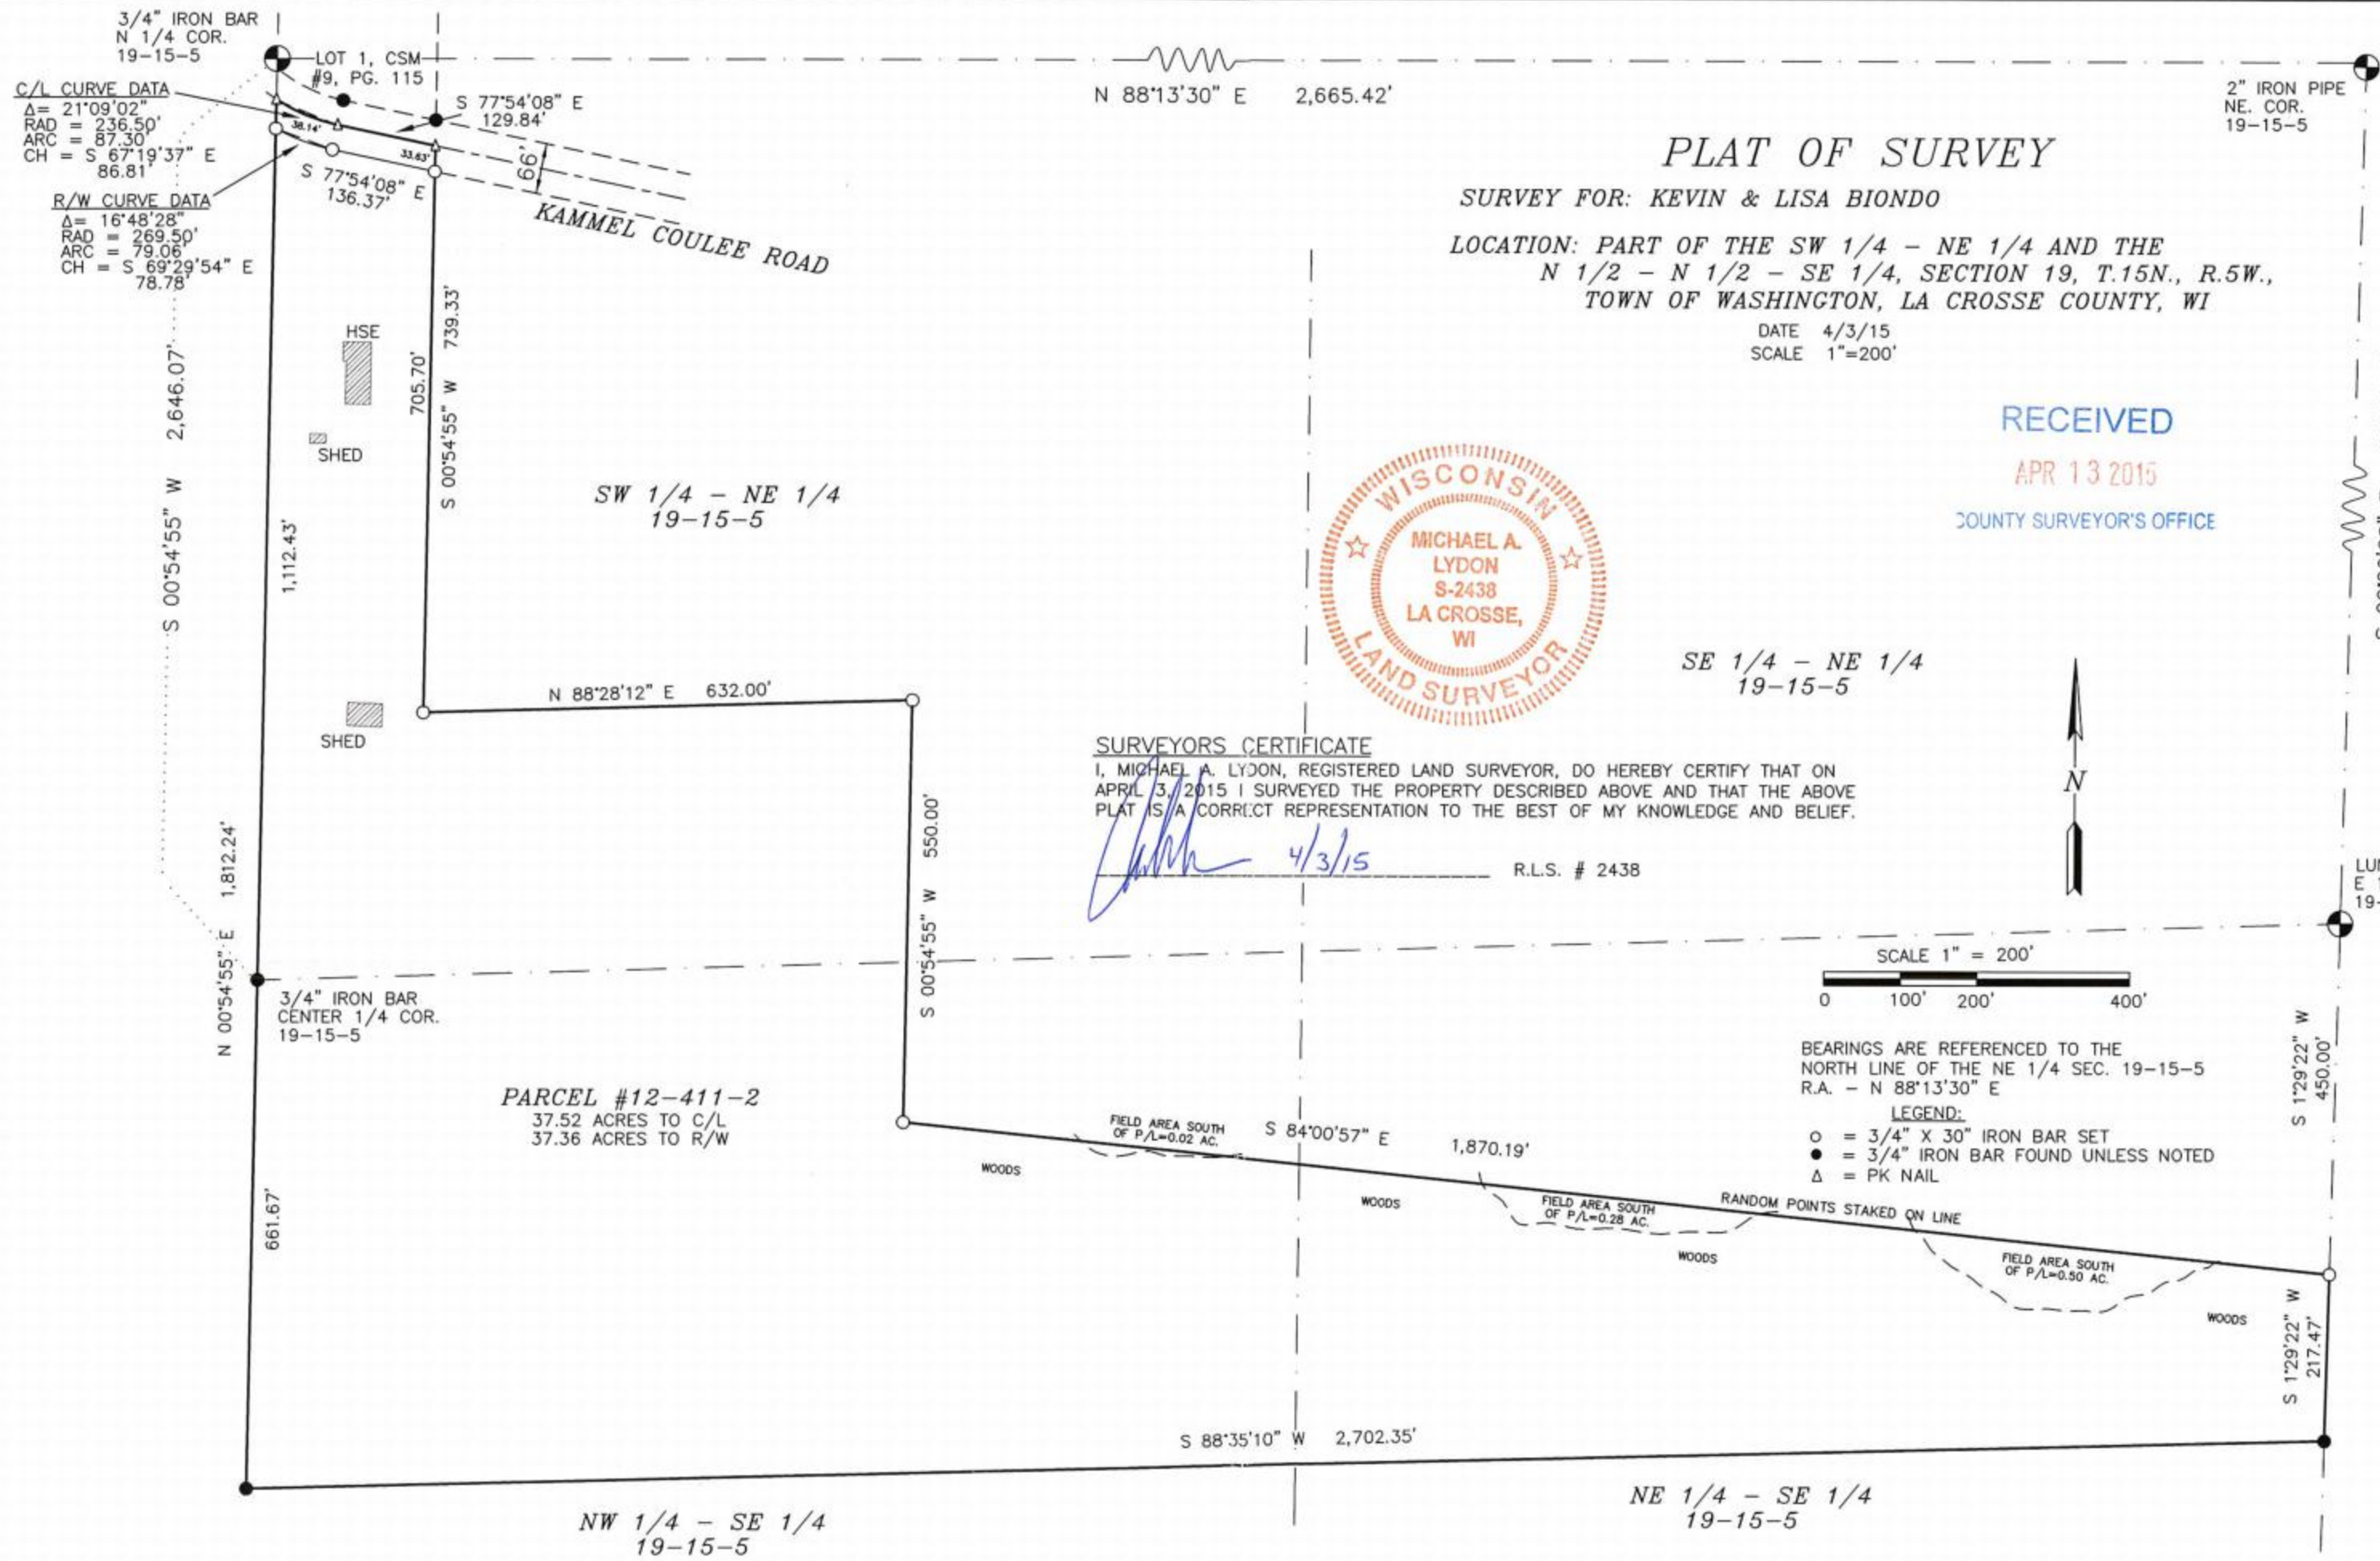 3/4" IRON BAR
N 1/4 COR.
19-15-5
LOT 1, CSM
#9, PG. 115
C/L CURVE DATA
Δ= 21°09'02"
RAD = 236.50'
ARC = 87.30'
CH = S 67°19'37" E
86.81'
R/W CURVE DATA
Δ= 16°48'28"
RAD = 269.50'
ARC = 79.06'
CH = S 69°29'54" E
78.78'
S 77°54'08" E
129.84'
38.14'
33.63'
S 77°54'08" E
136.37'
66'
KAMMEL COULEE ROAD
N 88°13'30" E 2,665.42'
2" IRON PIPE
NE. COR.
19-15-5
PLAT OF SURVEY
SURVEY FOR: KEVIN & LISA BIONDO
LOCATION: PART OF THE SW 1/4 - NE 1/4 AND THE
N 1/2 - N 1/2 - SE 1/4, SECTION 19, T.15N., R.5W.,
TOWN OF WASHINGTON, LA CROSSE COUNTY, WI
DATE 4/3/15
SCALE 1"=200'
RECEIVED
APR 13 2015
COUNTY SURVEYOR'S OFFICE
WISCONSIN
MICHAEL A.
LYDON
S-2438
LA CROSSE,
WI
LAND SURVEYOR
S 00°54'55" W 2,646.07'
HSE
SHED
SHED
705.70'
S 00°54'55" W 739.33'
1,112.43'
SW 1/4 - NE 1/4
19-15-5
N 88°28'12" E 632.00'
SE 1/4 - NE 1/4
19-15-5
N
SURVEYORS CERTIFICATE
I, MICHAEL A. LYDON, REGISTERED LAND SURVEYOR, DO HEREBY CERTIFY THAT ON
APRIL 3, 2015 I SURVEYED THE PROPERTY DESCRIBED ABOVE AND THAT THE ABOVE
PLAT IS A CORRECT REPRESENTATION TO THE BEST OF MY KNOWLEDGE AND BELIEF.
4/3/15
R.L.S. # 2438
N 00°54'55" E 1,812.24'
S 00°54'55" W 550.00'
3/4" IRON BAR
CENTER 1/4 COR.
19-15-5
E
19-
SCALE 1" = 200'
0 100' 200' 400'
BEARINGS ARE REFERENCED TO THE
NORTH LINE OF THE NE 1/4 SEC. 19-15-5
R.A. - N 88°13'30" E
LEGEND:
○ = 3/4" X 30" IRON BAR SET
● = 3/4" IRON BAR FOUND UNLESS NOTED
Δ = PK NAIL
S 1°29'22" W
450.00'
PARCEL #12-411-2
37.52 ACRES TO C/L
37.36 ACRES TO R/W
661.67'
FIELD AREA SOUTH
OF P/L=0.02 AC.
S 84°00'57" E 1,870.19'
WOODS
WOODS
FIELD AREA SOUTH
OF P/L=0.28 AC.
RANDOM POINTS STAKED ON LINE
WOODS
FIELD AREA SOUTH
OF P/L=0.50 AC.
WOODS
S 1°29'22" W
217.47'
S 88°35'10" W 2,702.35'
NW 1/4 - SE 1/4
19-15-5
NE 1/4 - SE 1/4
19-15-5